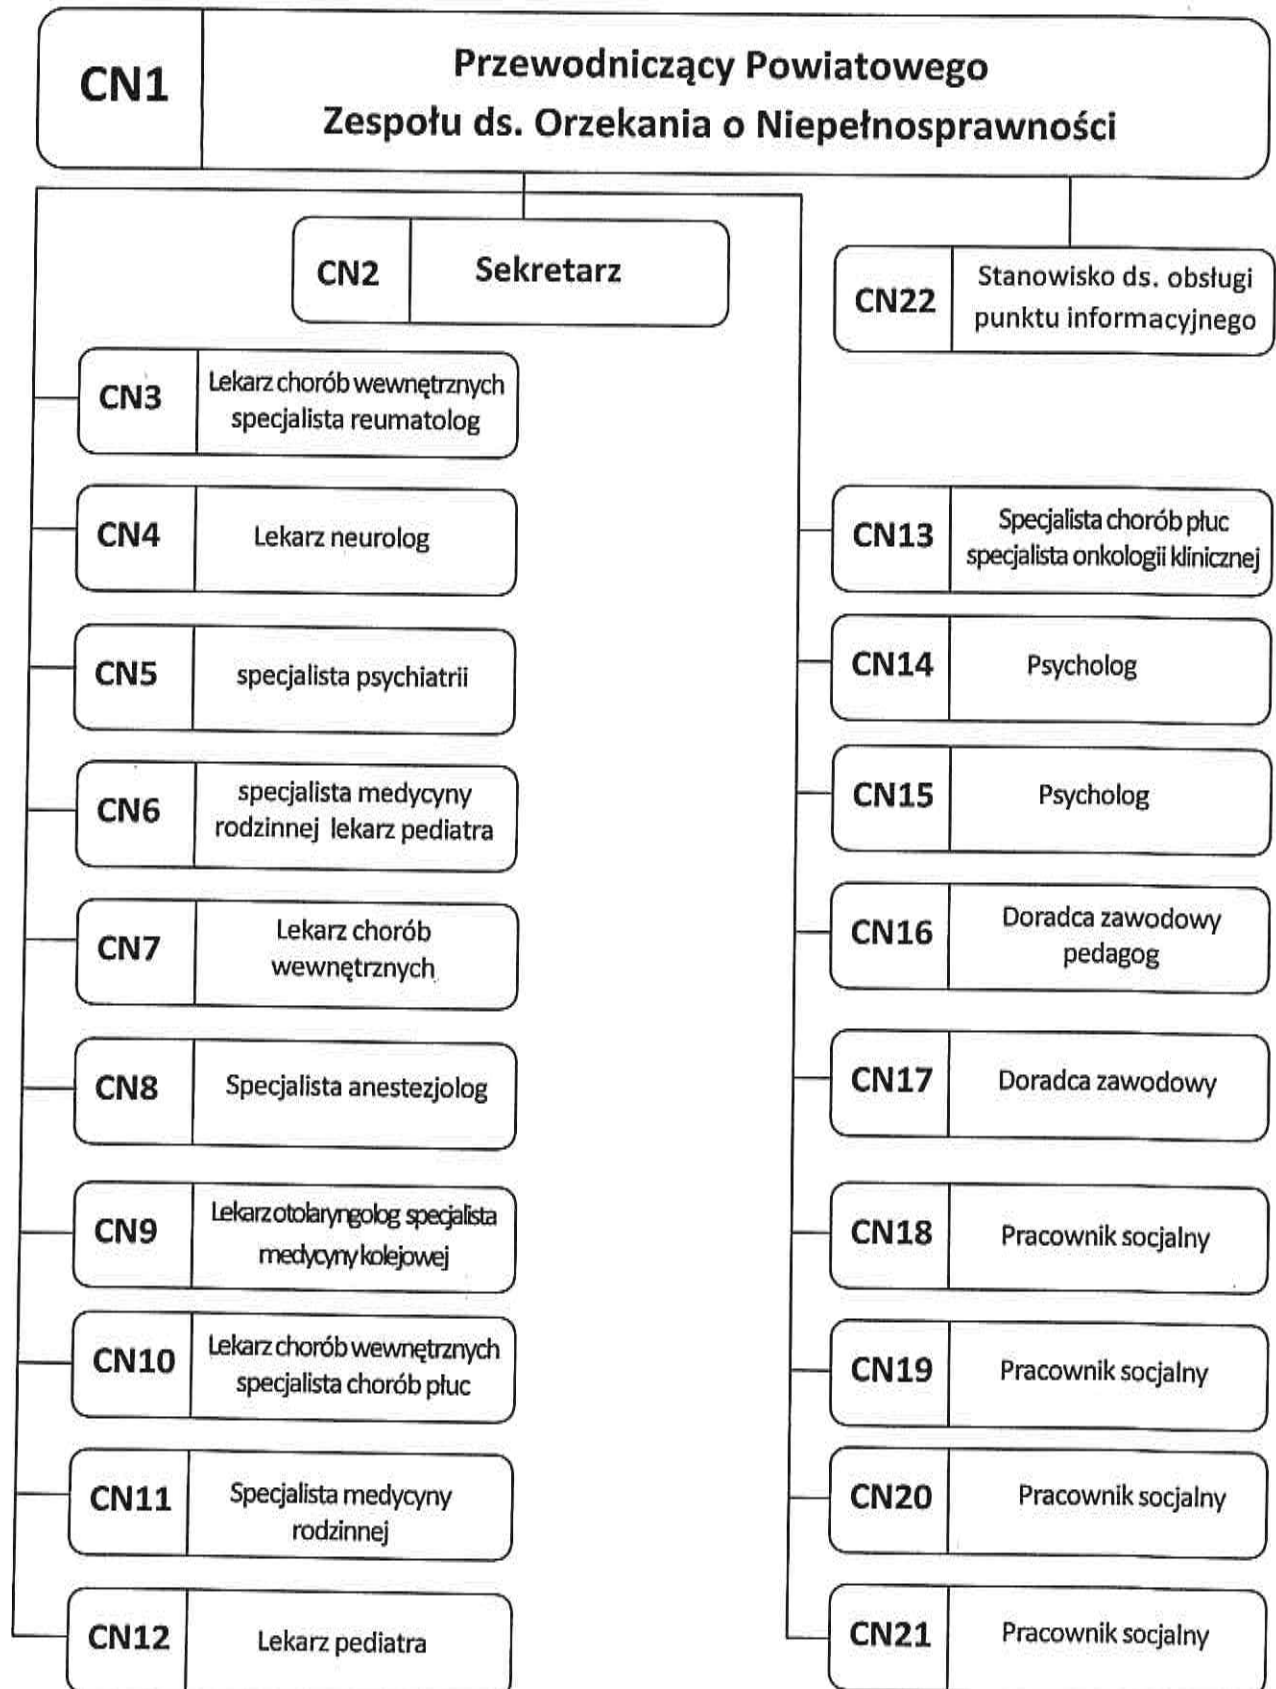 CN1
Przewodniczący Powiatowego
Zespołu ds. Orzekania o Niepełnosprawności
CN2
Sekretarz
CN22
Stanowisko ds. obsługi
punktu informacyjnego
CN3
Lekarz chorób wewnętrznych
specjalista reumatolog
CN4
Lekarz neurolog
CN5
specjalista psychiatrii
CN6
specjalista medycyny
rodzinnej lekarz pediatra
CN7
Lekarz chorób
wewnętrznych
CN8
Specjalista anestezjolog
CN9
Lekarz otolaryngolog specjalista
medycyny kolejowej
CN10
Lekarz chorób wewnętrznych
specjalista chorób płuc
CN11
Specjalista medycyny
rodzinnej
CN12
Lekarz pediatra
CN13
Specjalista chorób płuc
specjalista onkologii klinicznej
CN14
Psycholog
CN15
Psycholog
CN16
Doradca zawodowy
pedagog
CN17
Doradca zawodowy
CN18
Pracownik socjalny
CN19
Pracownik socjalny
CN20
Pracownik socjalny
CN21
Pracownik socjalny